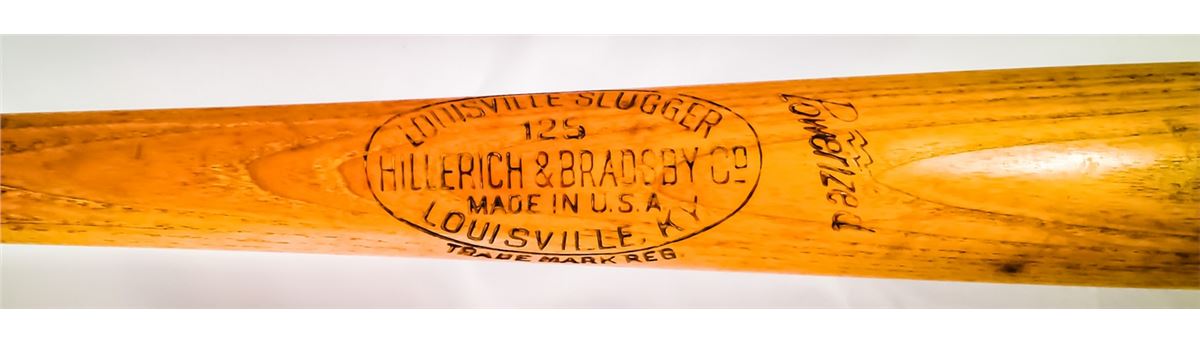 LOUISVILLE SLUGGER
125
HILLERICH & BRADSBY Co
MADE IN U.S.A
LOUISVILLE, KY
TRADE MARK REG.
Powerized